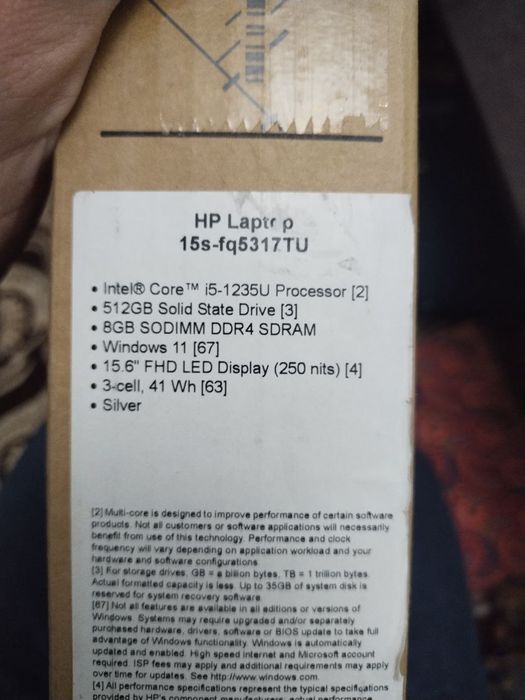 HP Laptop
15s-fq5317TU
• Intel® Core™ i5-1235U Processor [2]
• 512GB Solid State Drive [3]
• 8GB SODIMM DDR4 SDRAM
• Windows 11 [67]
• 15.6" FHD LED Display (250 nits) [4]
• 3-cell, 41 Wh [63]
• Silver
[2] Multi-core is designed to improve performance of certain software
products. Not all customers or software applications will necessarily
benefit from use of this technology. Performance and clock
frequency will vary depending on application workload and your
hardware and software configurations.
[3] For storage drives, GB = a billion bytes. TB = 1 trillion bytes.
Actual formatted capacity is less. Up to 35GB of system disk is
reserved for system recovery software.
[67] Not all features are available in all editions or versions of
Windows. Systems may require upgraded and/or separately
purchased hardware, drivers, software or BIOS update to take full
advantage of Windows functionality. Windows is automatically
updated and enabled. High speed internet and Microsoft account
required. ISP fees may apply and additional requirements may apply
over time for updates. See http://www.windows.com.
[4] All performance specifications represent the typical specifications
provided by HP's component manufacturers; actual performance